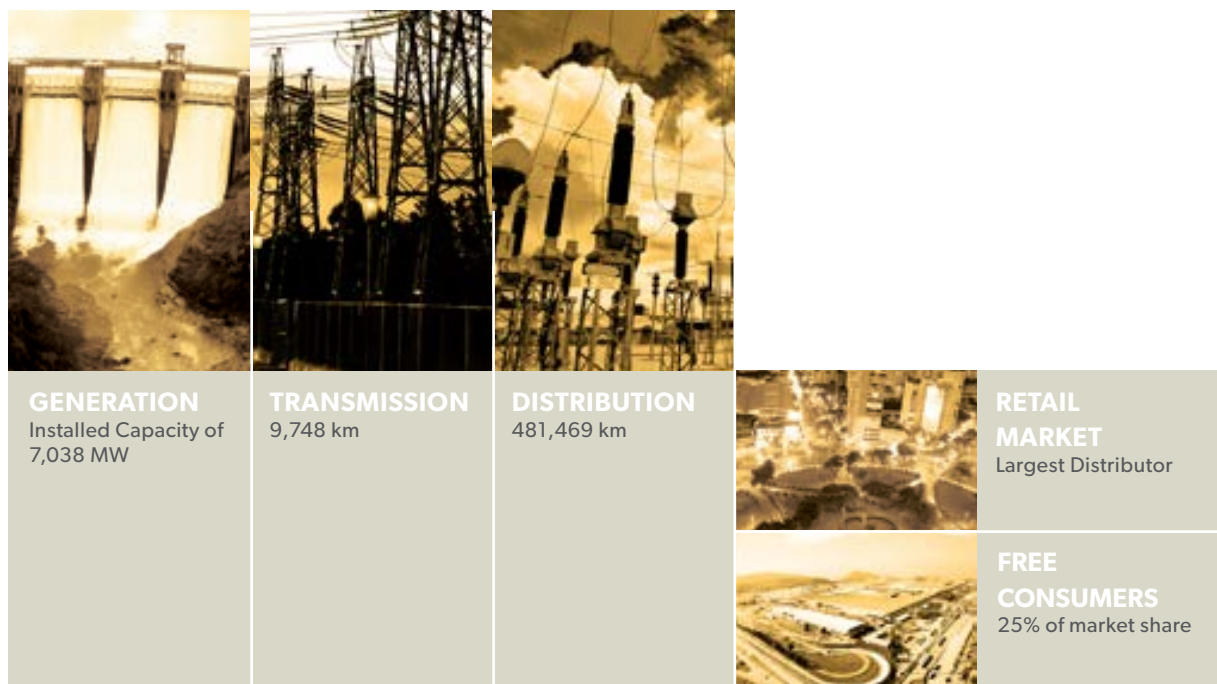 GENERATION
Installed Capacity of
7,038 MW
TRANSMISSION
9,748 km
DISTRIBUTION
481,469 km
RETAIL
MARKET
Largest Distributor
FREE
CONSUMERS
25% of market share